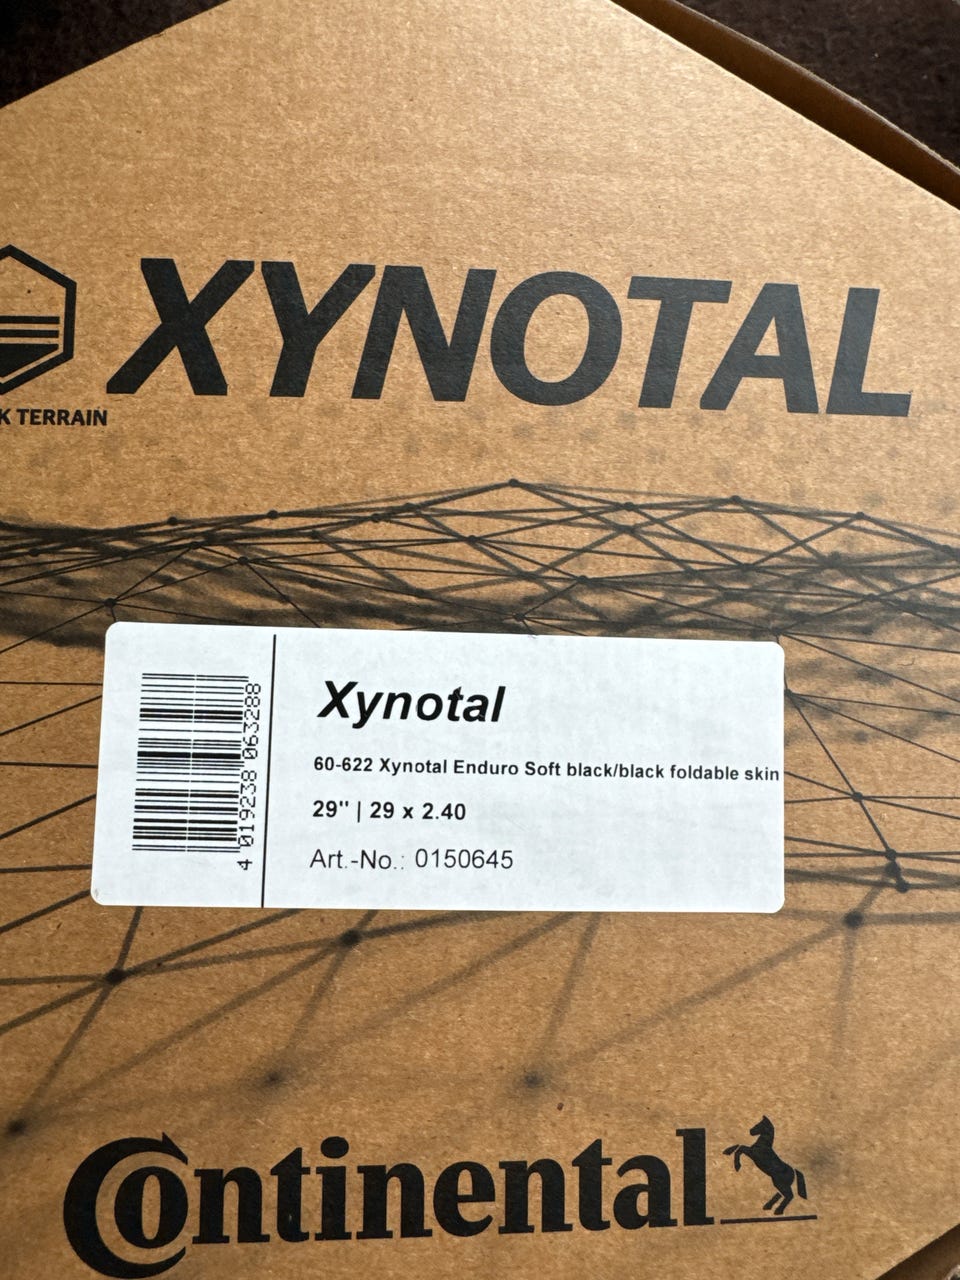 XYNOTAL
K TERRAIN
4 019238 063288
Xynotal
60-622 Xynotal Enduro Soft black/black foldable skin
29" | 29 x 2.40
Art.-No.: 0150645
Continental